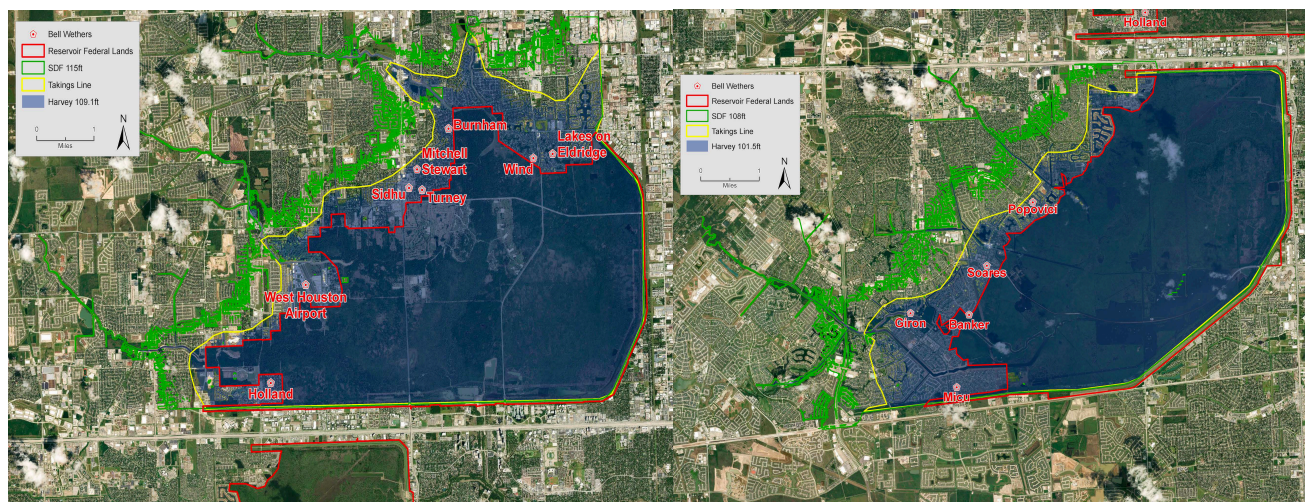 Bell Wethers
Reservoir Federal Lands
SDF 115ft
Takings Line
Harvey 109.1ft
0
1
Miles
N
Burnham
Mitchell
Stewart
Lakes on
Eldridge
Wind
Sidhu
Turney
West Houston
Airport
Holland
Holland
Bell Wethers
Reservoir Federal Lands
SDF 108ft
Takings Line
Harvey 101.5ft
0
1
Miles
N
Popovici
Soares
Giron
Banker
Micu